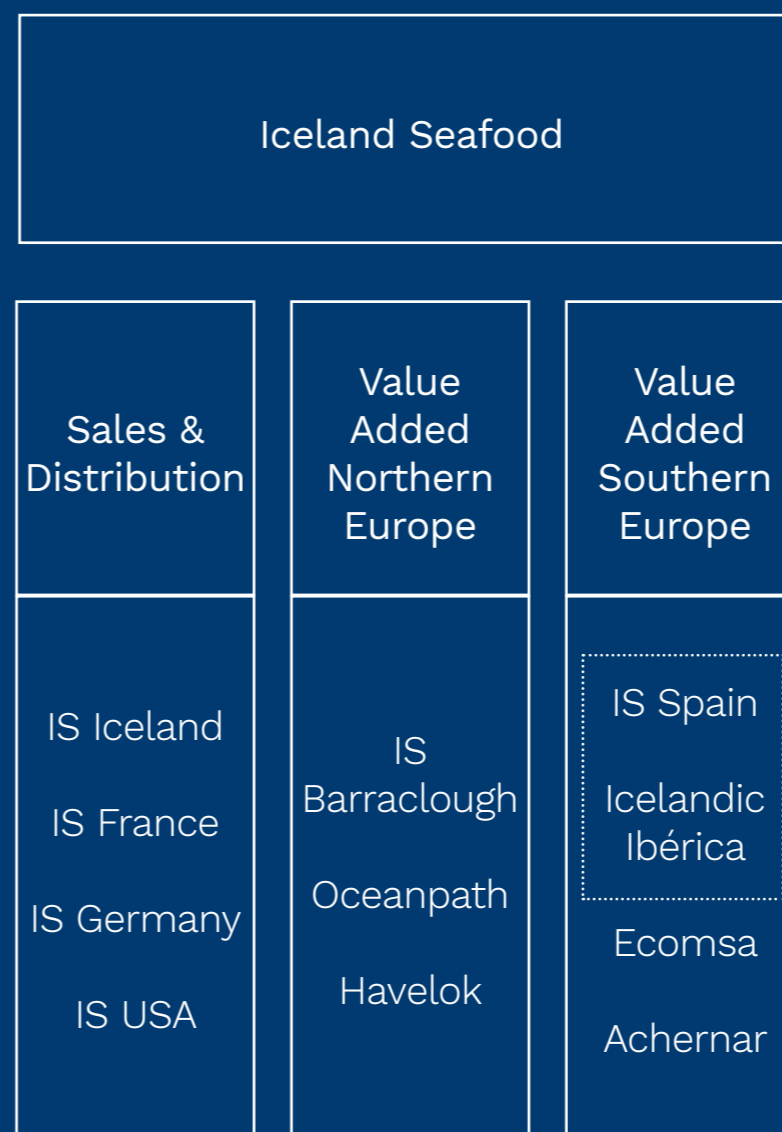 Iceland Seafood
Sales &
Distribution
IS Iceland
IS France
IS Germany
IS USA
Value
Added
Northern
Europe
IS
Barraclough
Oceanpath
Havelok
Value
Added
Southern
Europe
IS Spain
Icelandic
Ibérica
Ecomsa
Achernar